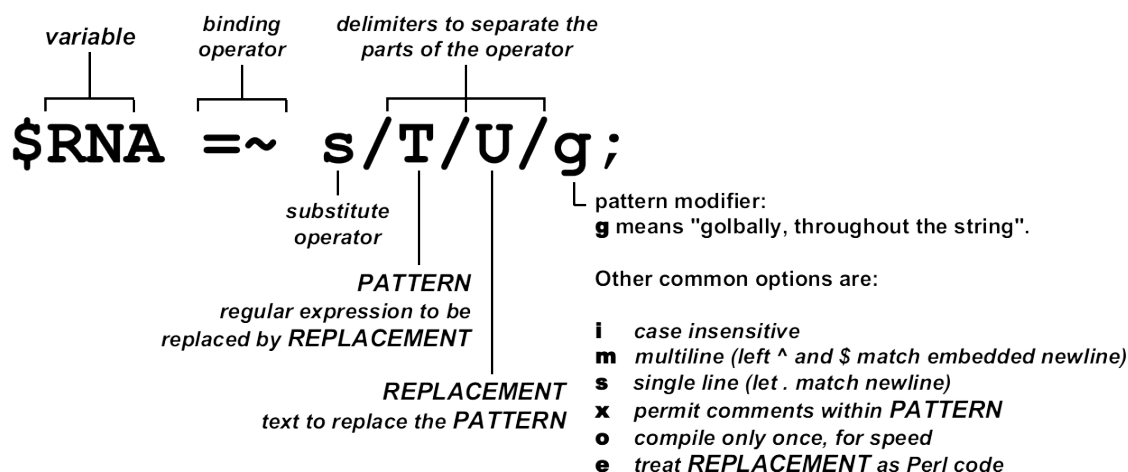 variable
binding
operator
delimiters to separate the
parts of the operator
$RNA =~ s/T/U/g;
substitute
operator
pattern modifier:
g means "golbally, throughout the string".
PATTERN
regular expression to be
replaced by REPLACEMENT
REPLACEMENT
text to replace the PATTERN
Other common options are:
i case insensitive
m multiline (left ^ and $ match embedded newline)
s single line (let . match newline)
x permit comments within PATTERN
o compile only once, for speed
e treat REPLACEMENT as Perl code